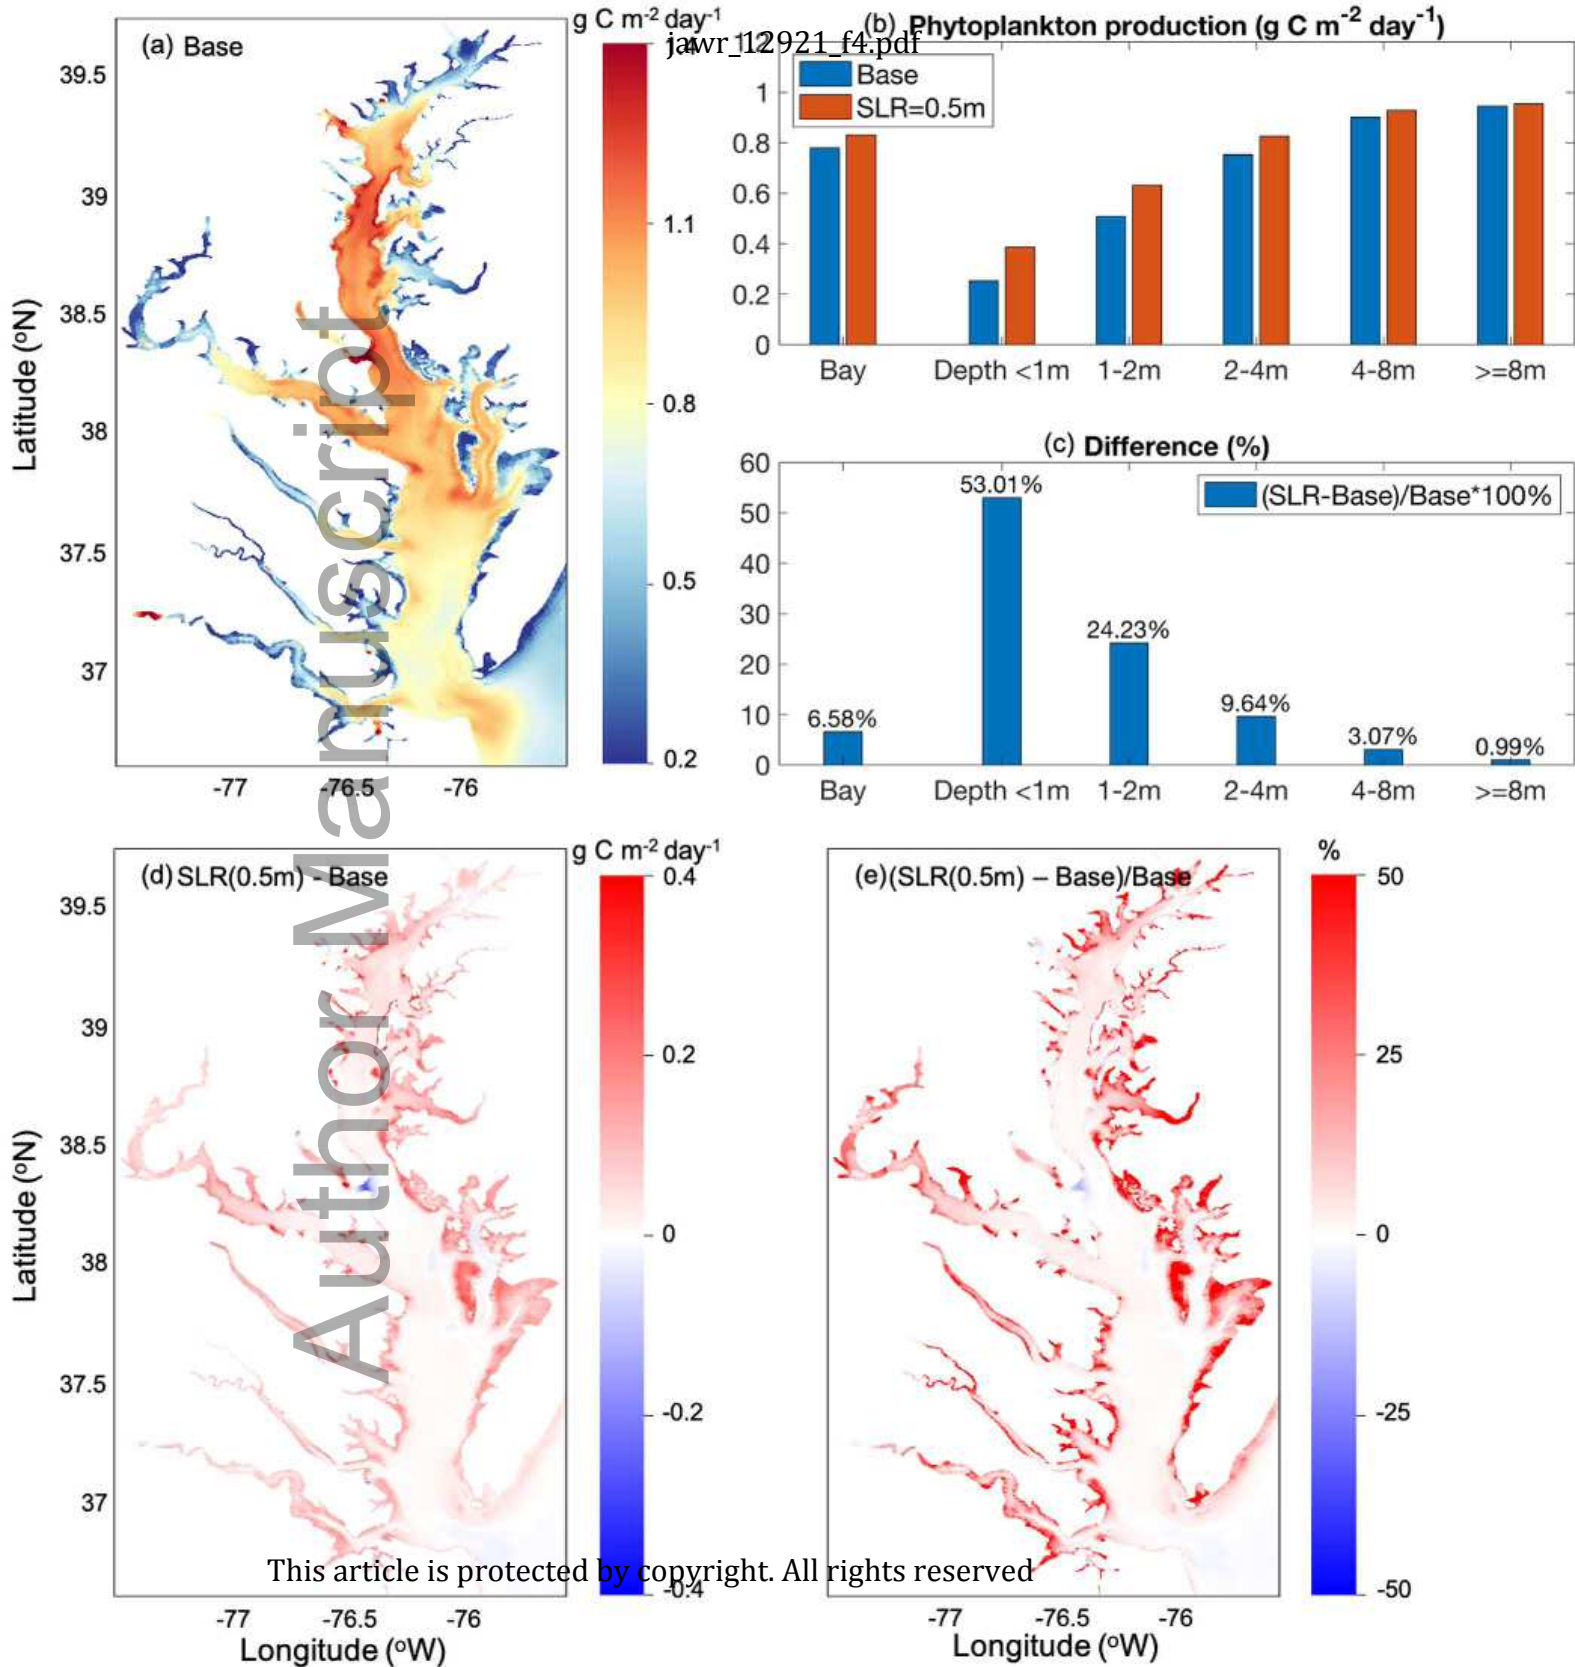 jawr_12921_f4.pdf
(a) Base
g C m-2 day-1
1.4
1.1
0.8
0.5
0.2
39.5
39
38.5
38
37.5
37
Latitude (oN)
-77
-76.5
-76
(b) Phytoplankton production (g C m-2 day-1)
Base
SLR=0.5m
1.2
1
0.8
0.6
0.4
0.2
0
Bay
Depth <1m
1-2m
2-4m
4-8m
>=8m
(c) Difference (%)
(SLR-Base)/Base*100%
60
50
40
30
20
10
0
6.58%
53.01%
24.23%
9.64%
3.07%
0.99%
Bay
Depth <1m
1-2m
2-4m
4-8m
>=8m
(d) SLR(0.5m) - Base
g C m-2 day-1
0.4
0.2
0
-0.2
-0.4
39.5
39
38.5
38
37.5
37
Latitude (oN)
-77
-76.5
-76
Longitude (oW)
(e) (SLR(0.5m) – Base)/Base
%
50
25
0
-25
-50
-77
-76.5
-76
Longitude (oW)
Author Manuscript
This article is protected by copyright. All rights reserved